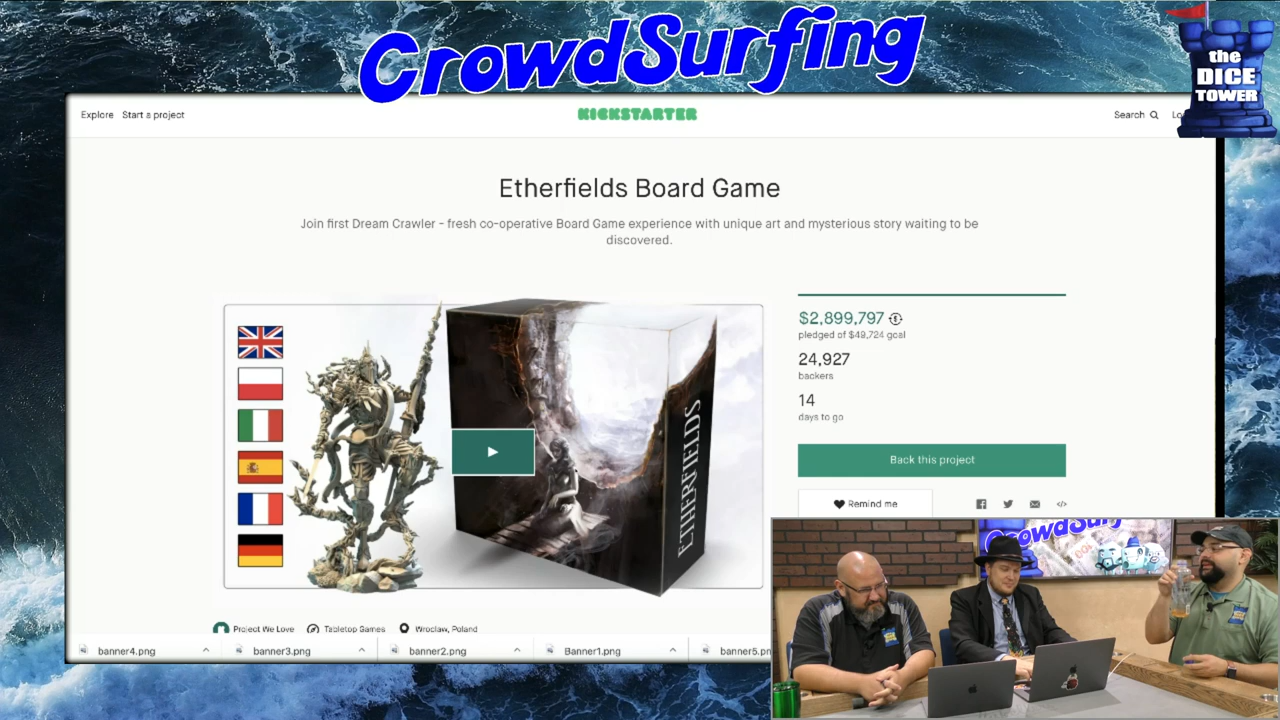 CrowdSurfing
the
DICE
TOWER
Explore Start a project
KICKSTARTER
Search
Etherfields Board Game
Join first Dream Crawler - fresh co-operative Board Game experience with unique art and mysterious story waiting to be
discovered.
ETHERFIELDS
$2,899,797
pledged of $49,724 goal
24,927
backers
14
days to go
Back this project
Remind me
Project We Love Tabletop Games Wroclaw, Poland
banner4.png banner3.png banner2.png Banner1.png banner5.pn
CrowdSurf